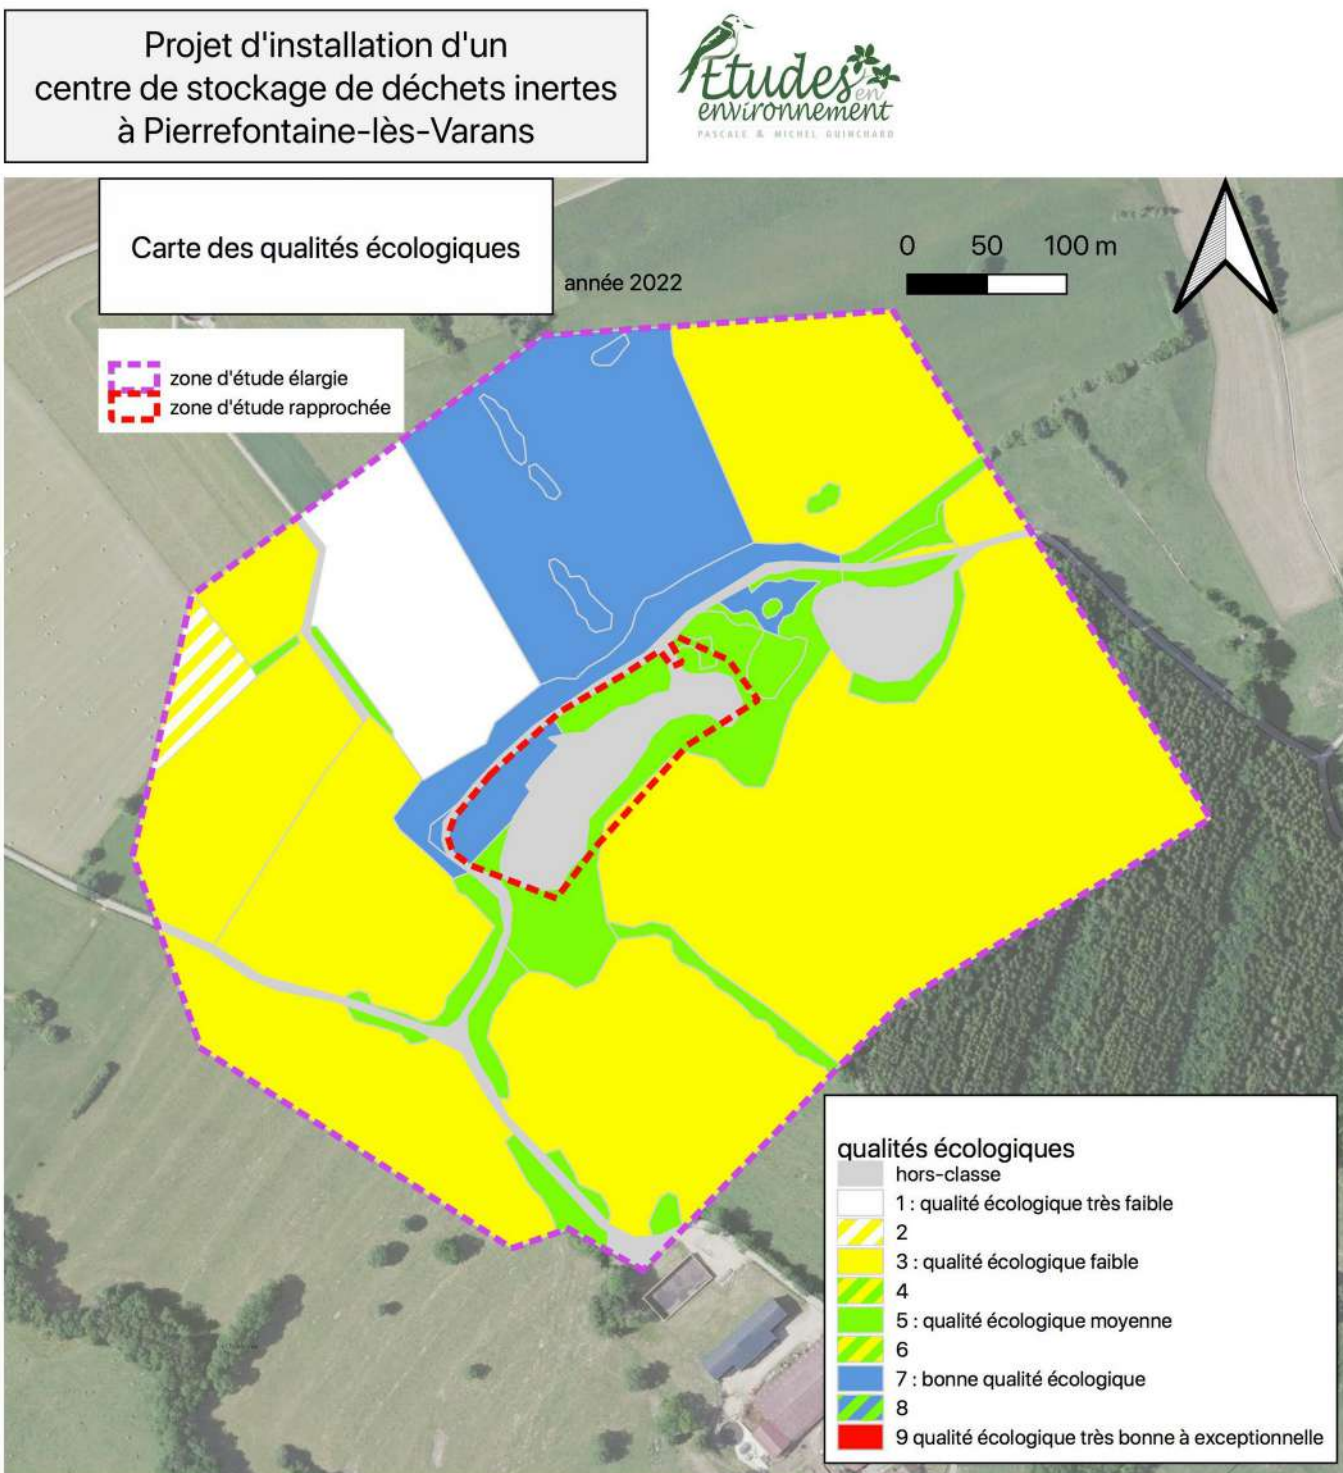 Projet d'installation d'un
centre de stockage de déchets inertes
à Pierrefontaine-lès-Varans
Etudes
en
environnement
PASCALE & MICHEL GUINCHARD
Carte des qualités écologiques
année 2022
0 50 100 m
zone d'étude élargie
zone d'étude rapprochée
qualités écologiques
hors-classe
1 : qualité écologique très faible
2
3 : qualité écologique faible
4
5 : qualité écologique moyenne
6
7 : bonne qualité écologique
8
9 qualité écologique très bonne à exceptionnelle